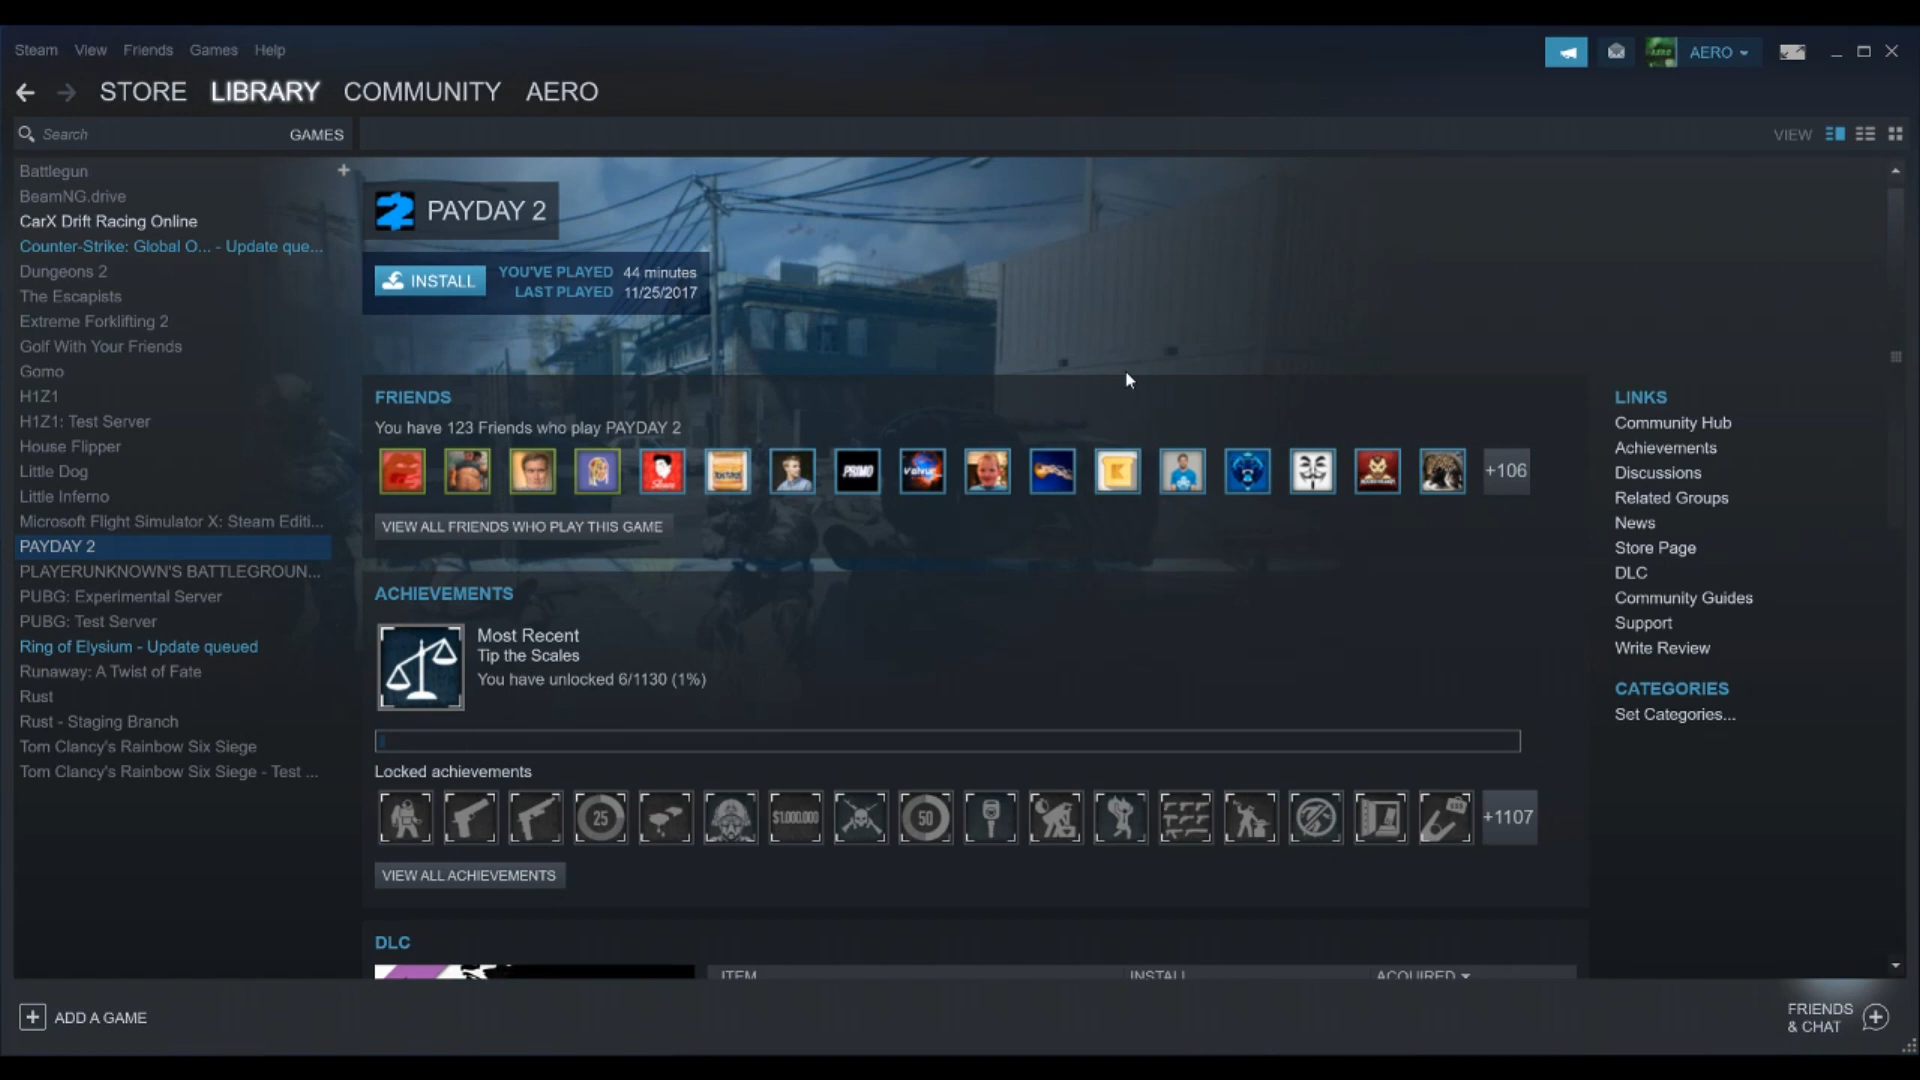 Steam View Friends Games Help
AERO
STORE LIBRARY COMMUNITY AERO
Search GAMES
VIEW
Battlegun
BeamNG.drive
CarX Drift Racing Online
Counter-Strike: Global O... - Update que...
Dungeons 2
The Escapists
Extreme Forklifting 2
Golf With Your Friends
Gomo
H1Z1
H1Z1: Test Server
House Flipper
Little Dog
Little Inferno
Microsoft Flight Simulator X: Steam Editi...
PAYDAY 2
PLAYERUNKNOWN'S BATTLEGROUN...
PUBG: Experimental Server
PUBG: Test Server
Ring of Elysium - Update queued
Runaway: A Twist of Fate
Rust
Rust - Staging Branch
Tom Clancy's Rainbow Six Siege
Tom Clancy's Rainbow Six Siege - Test ...
2 PAYDAY 2
INSTALL
YOU'VE PLAYED 44 minutes
LAST PLAYED 11/25/2017
FRIENDS
You have 123 Friends who play PAYDAY 2
PRIMO
K
+106
VIEW ALL FRIENDS WHO PLAY THIS GAME
ACHIEVEMENTS
Most Recent
Tip the Scales
You have unlocked 6/1130 (1%)
Locked achievements
25
$1.000.000
50
+1107
VIEW ALL ACHIEVEMENTS
DLC
ITEM INSTALL ACQUIRED
LINKS
Community Hub
Achievements
Discussions
Related Groups
News
Store Page
DLC
Community Guides
Support
Write Review
CATEGORIES
Set Categories...
ADD A GAME
FRIENDS
& CHAT